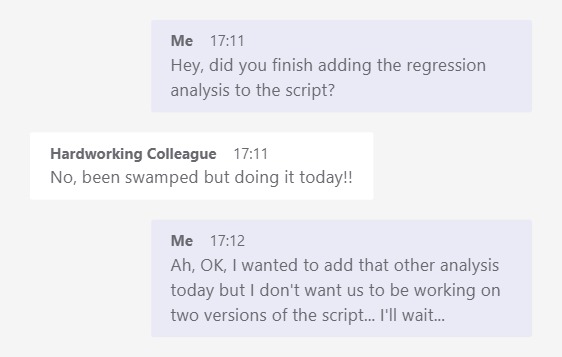 Me 17:11
Hey, did you finish adding the regression
analysis to the script?
Hardworking Colleague 17:11
No, been swamped but doing it today!!
Me 17:12
Ah, OK, I wanted to add that other analysis
today but I don't want us to be working on
two versions of the script... I'll wait...